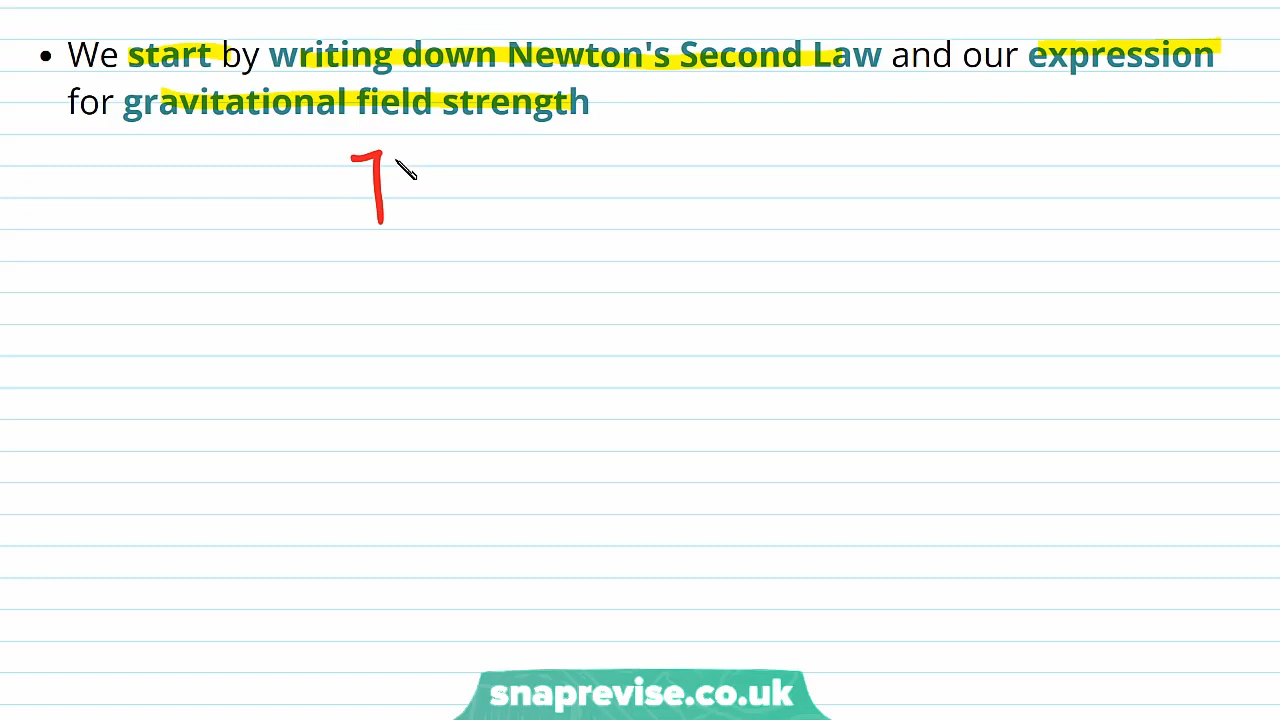 • We start by writing down Newton's Second Law and our expression
for gravitational field strength
snaprevise.co.uk